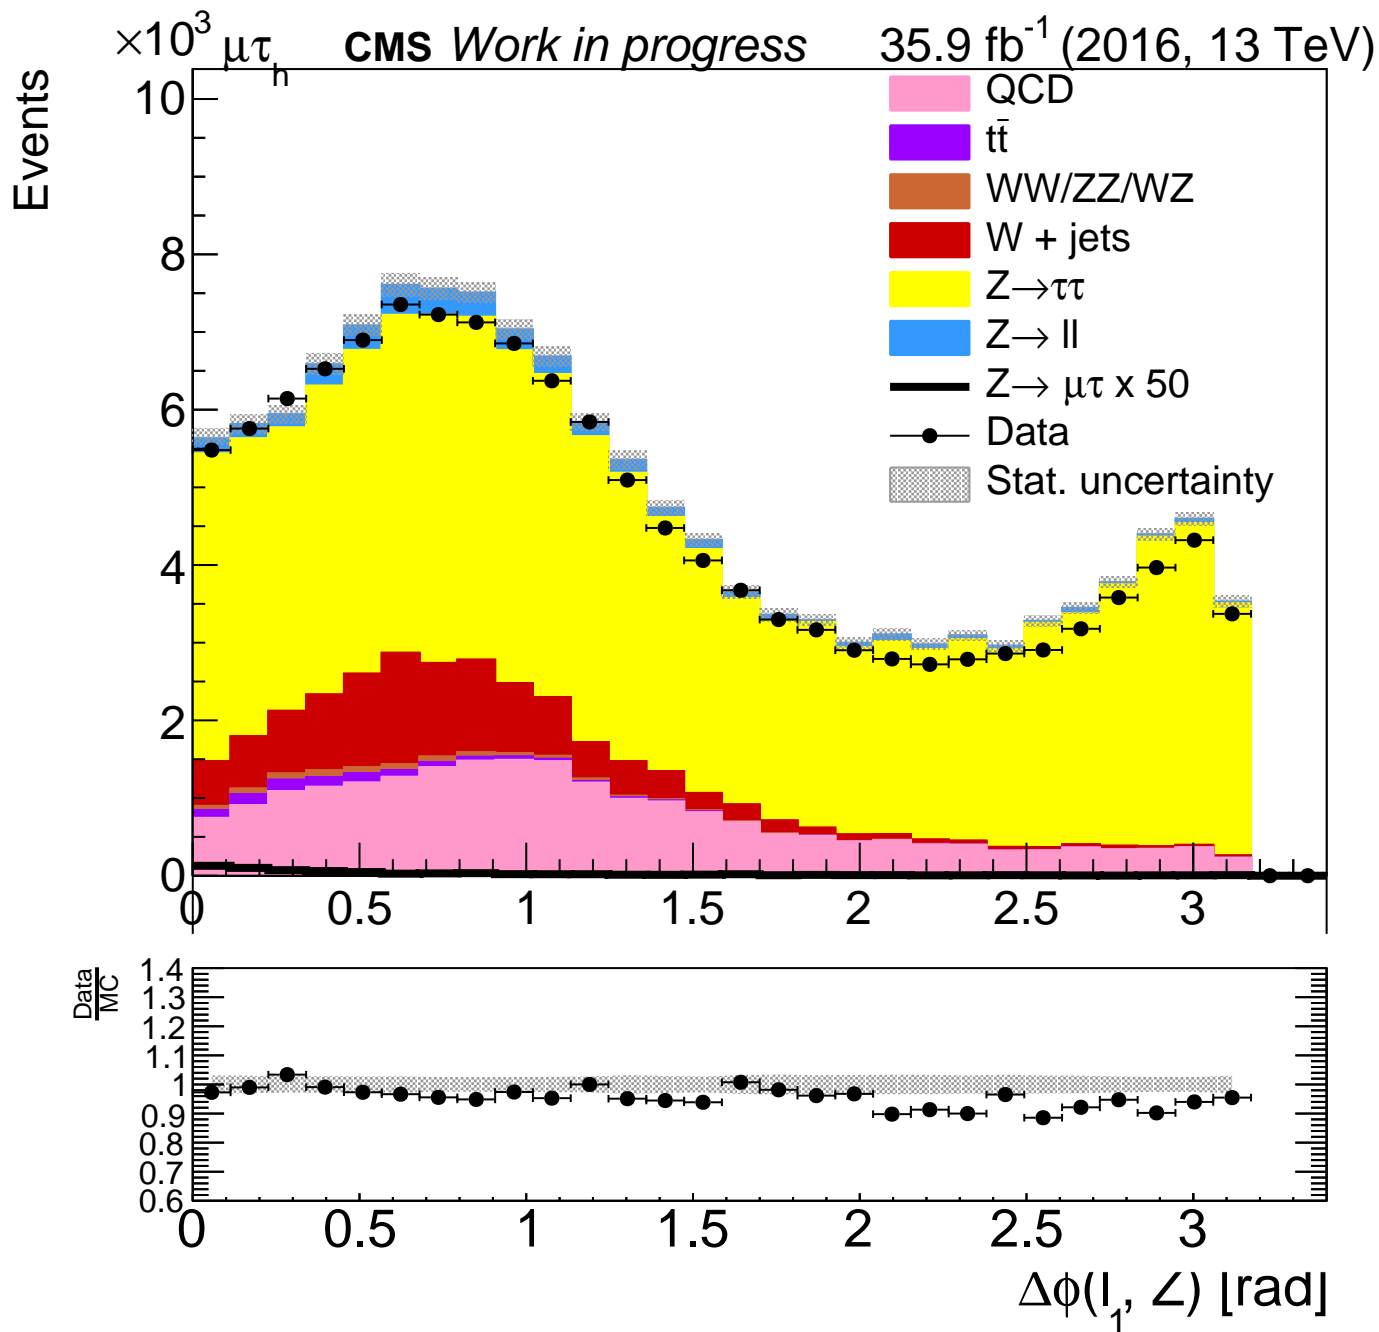 ×10³ μτh CMS Work in progress 35.9 fb⁻¹ (2016, 13 TeV)
Events
10
8
6
4
2
0
QCD
tt̄
WW/ZZ/WZ
W + jets
Z→ττ
Z→ ll
Z→ μτ x 50
Data
Stat. uncertainty
0 0.5 1 1.5 2 2.5 3
Data
MC
1.4
1.3
1.2
1.1
1
0.9
0.8
0.7
0.6
0 0.5 1 1.5 2 2.5 3
Δϕ(l₁, ∠) [rad]